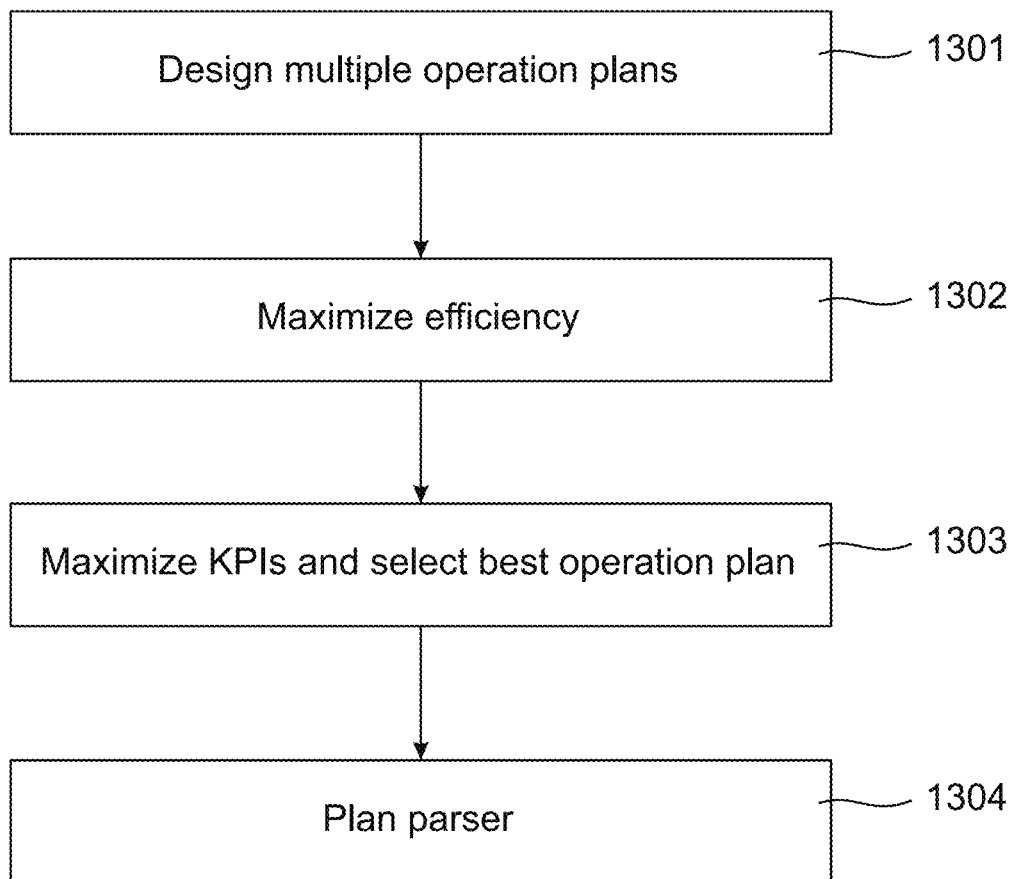 Design multiple operation plans
1301
Maximize efficiency
1302
Maximize KPIs and select best operation plan
1303
Plan parser
1304